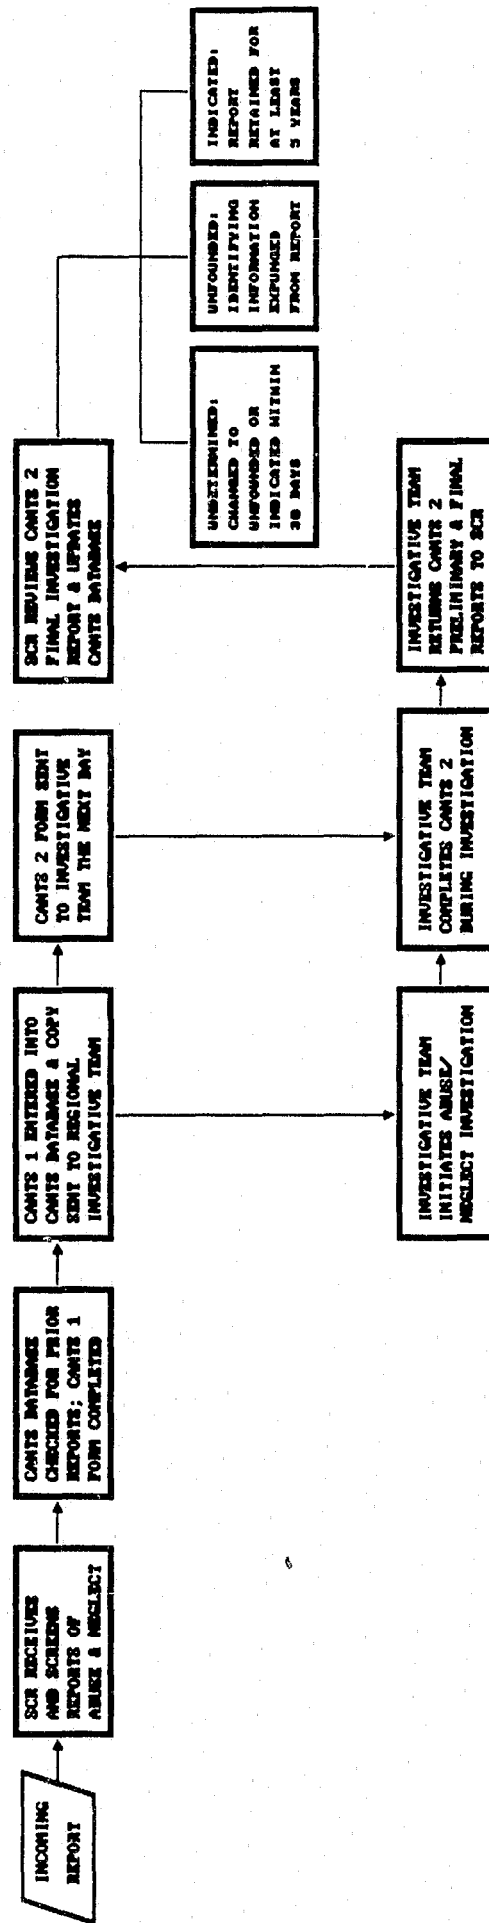 INCOMING
REPORT
SCR RECEIVES
AND SCREENS
REPORTS OF
ABUSE & NEGLECT
CANTS DATABASE
CHECKED FOR PRIOR
REPORTS; CANTS 1
FORM COMPLETED
CANTS 1 ENTERED INTO
CANTS DATABASE & COPY
SENT TO REGIONAL
INVESTIGATIVE TEAM
CANTS 2 FORM SENT
TO INVESTIGATIVE
TEAM THE NEXT DAY
SCR REVIEWS CANTS 2
FINAL INVESTIGATION
REPORT & UPDATES
CANTS DATABASE
UNDETERMINED:
CHANGED TO
UNFOUNDED OR
INDICATED WITHIN
30 DAYS
UNFOUNDED:
IDENTIFYING
INFORMATION
EXPUNGED
FROM REPORT
INDICATED:
REPORT
RETAINED FOR
AT LEAST
5 YEARS
INVESTIGATIVE TEAM
INITIATES ABUSE/
NEGLECT INVESTIGATION
INVESTIGATIVE TEAM
COMPLETES CANTS 2
DURING INVESTIGATION
INVESTIGATIVE TEAM
RETURNS CANTS 2
PRELIMINARY & FINAL
REPORTS TO SCR